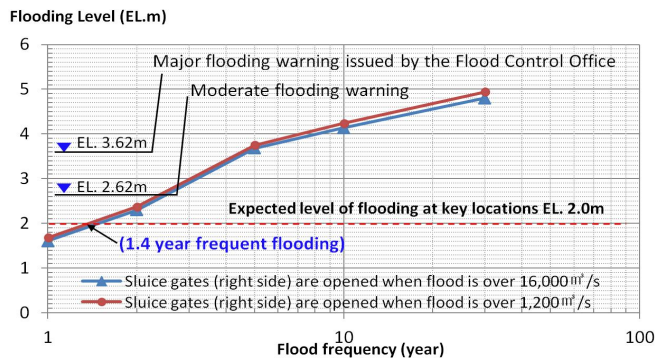 Flooding Level (EL.m)
6
Major flooding warning issued by the Flood Control Office
5
Moderate flooding warning
4
EL. 3.62m
3
EL. 2.62m
Expected level of flooding at key locations EL. 2.0m
2
(1.4 year frequent flooding)
1
Sluice gates (right side) are opened when flood is over 16,000㎥/s
Sluice gates (right side) are opened when flood is over 1,200㎥/s
0
1 10 100
Flood frequency (year)